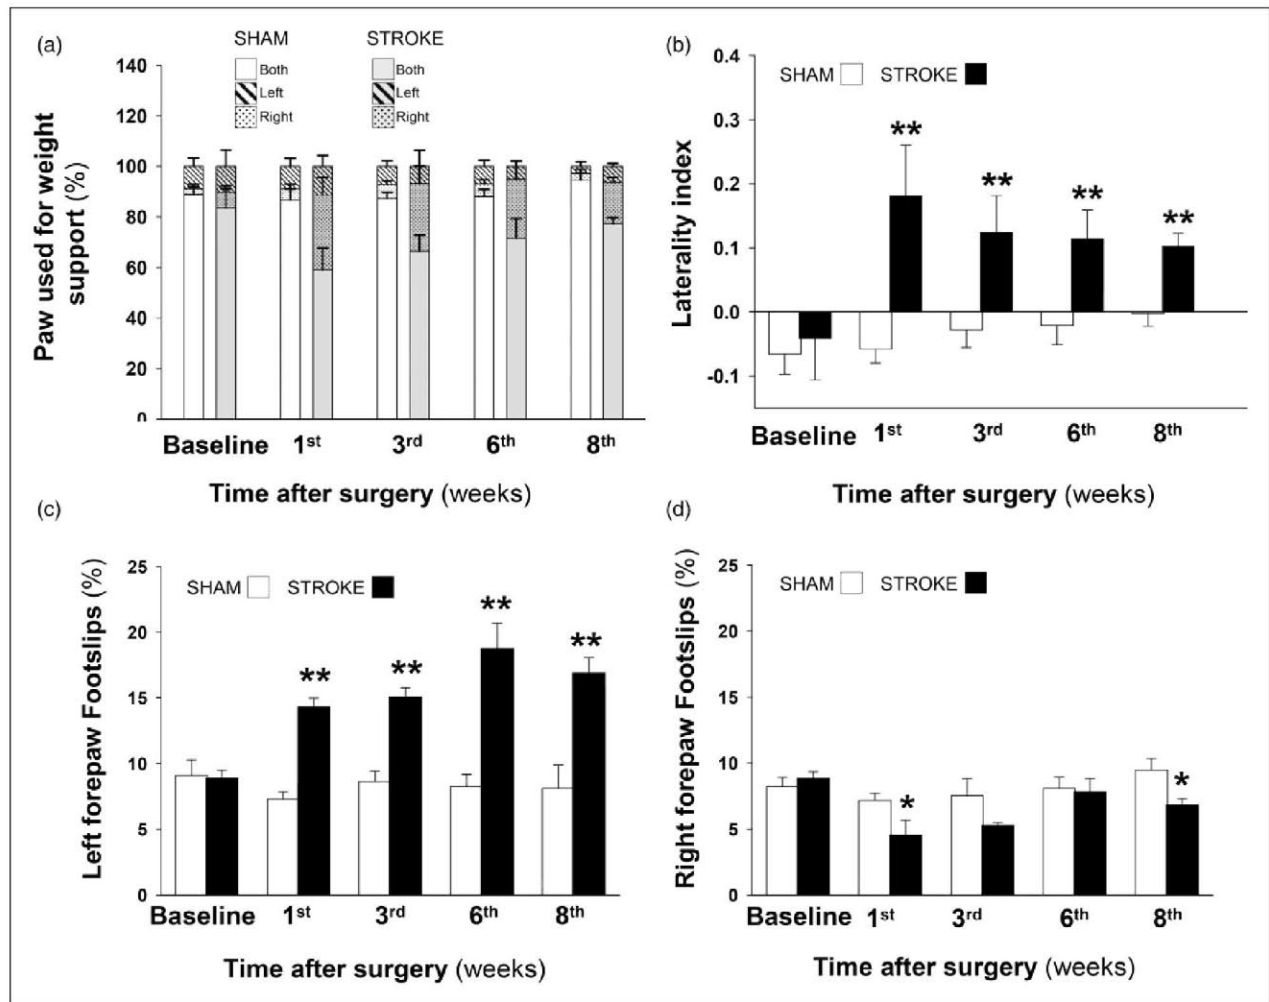 (a)
SHAM STROKE
Both Both
Left Left
Right Right
140
120
100
80
60
40
20
0
Paw used for weight
support (%)
Baseline 1st 3rd 6th 8th
Time after surgery (weeks)
(b)
SHAM STROKE
0.4
0.3
0.2
0.1
0.0
-0.1
Laterality index
** ** ** **
Baseline 1st 3rd 6th 8th
Time after surgery (weeks)
(c)
SHAM STROKE
25
20
15
10
5
0
Left forepaw Footslips (%)
** ** ** **
Baseline 1st 3rd 6th 8th
Time after surgery (weeks)
(d)
SHAM STROKE
25
20
15
10
5
0
Right forepaw Footslips (%)
* *
Baseline 1st 3rd 6th 8th
Time after surgery (weeks)